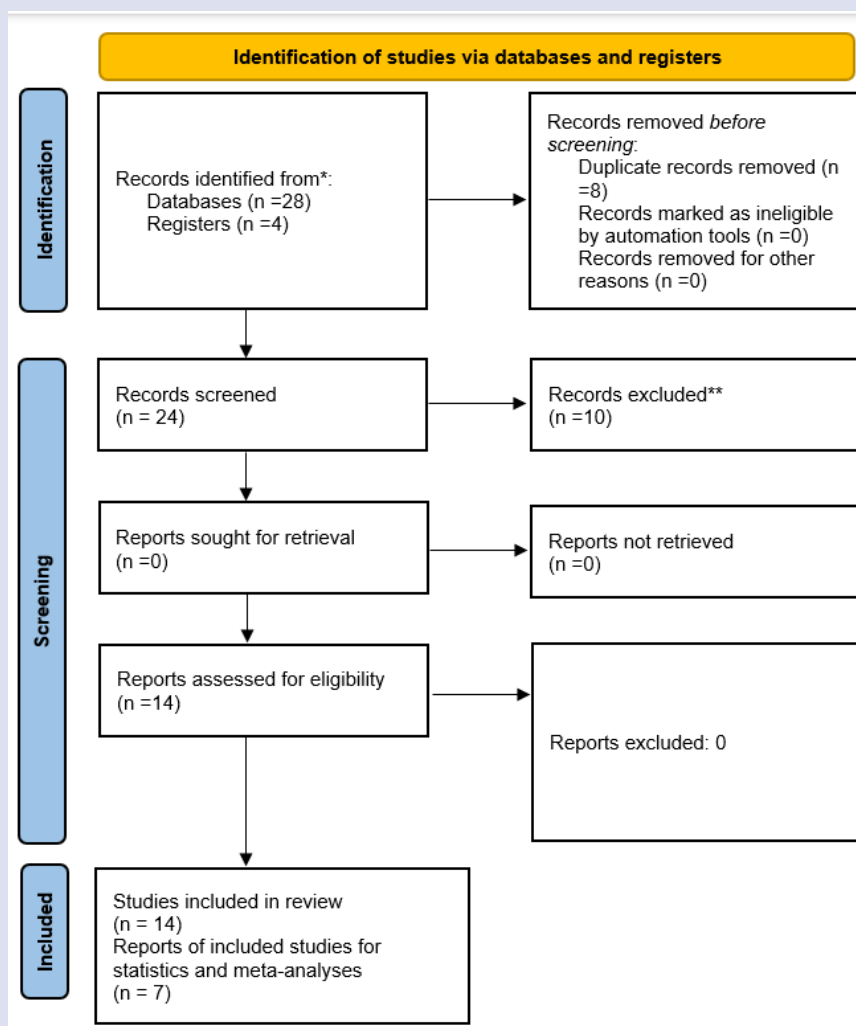 Identification of studies via databases and registers
Identification
Records identified from*:
Databases (n =28)
Registers (n =4)
Records removed before
screening:
Duplicate records removed (n
=8)
Records marked as ineligible
by automation tools (n =0)
Records removed for other
reasons (n =0)
Screening
Records screened
(n = 24)
Records excluded**
(n =10)
Reports sought for retrieval
(n =0)
Reports not retrieved
(n =0)
Reports assessed for eligibility
(n =14)
Reports excluded: 0
Included
Studies included in review
(n = 14)
Reports of included studies for
statistics and meta-analyses
(n = 7)